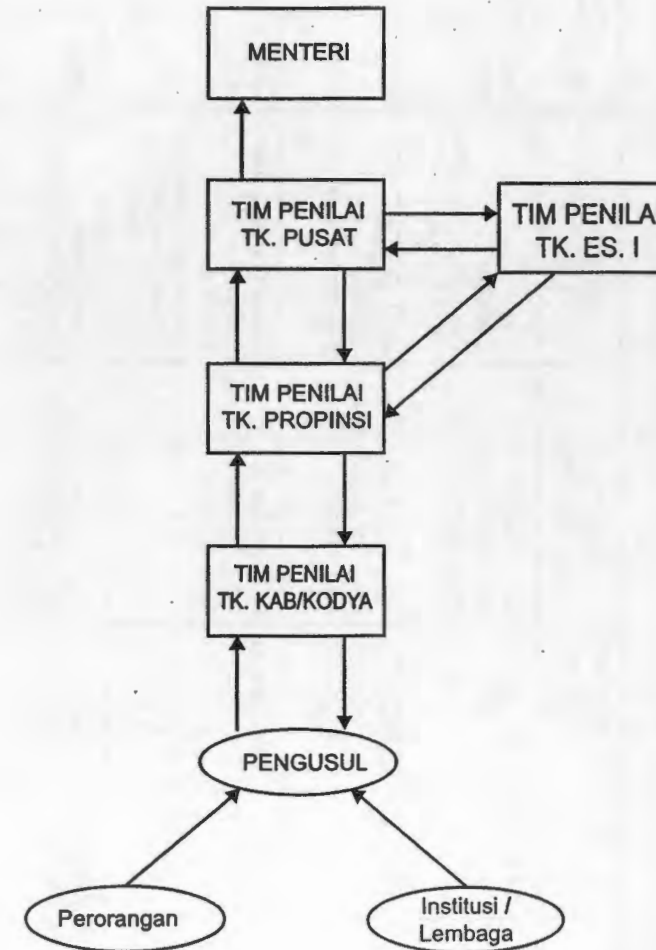 MENTERI
TIM PENILAI
TK. PUSAT
TIM PENILA
TK. ES. I
TIM PENILAI
TK. PROPINSI
TIM PENILAI
TK. KAB/KODYA
PENGUSUL
Perorangan
Institusi /
Lembaga